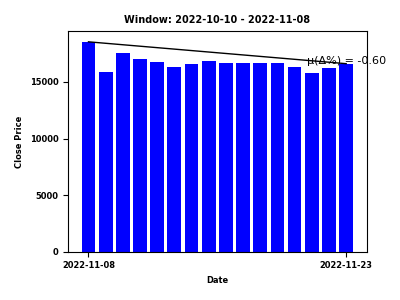 Window: 2022-10-10 - 2022-11-08
μ(Δ%) = -0.60
15000
10000
5000
0
Close Price
2022-11-08 2022-11-23
Date